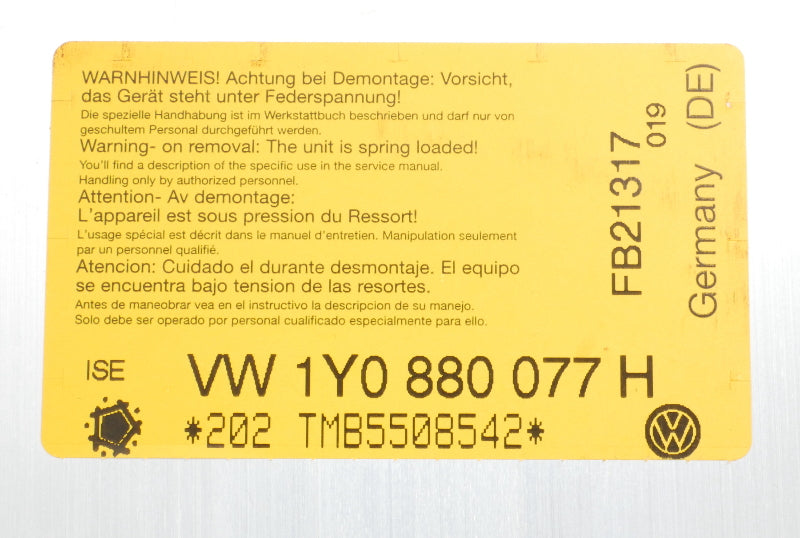 WARNHINWEIS! Achtung bei Demontage: Vorsicht,
das Gerät steht unter Federspannung!
Die spezielle Handhabung ist im Werkstattbuch beschrieben und darf nur von
geschultem Personal durchgeführt werden.
Warning- on removal: The unit is spring loaded!
You'll find a description of the specific use in the service manual.
Handling only by authorized personnel.
Attention- Av demontage:
L'appareil est sous pression du Ressort!
L'usage spécial est décrit dans le manuel d'entretien. Manipulation seulement
par un personnel qualifié.
Atencion: Cuidado el durante desmontaje. El equipo
se encuentra bajo tension de las resortes.
Antes de maneobrar vea en el instructivo la descripcion de su manejo.
Solo debe ser operado por personal cualificado especialmente para ello.
FB21317
019
Germany (DE)
ISE VW 1Y0 880 077 H
*202 TMB5508542*
VW